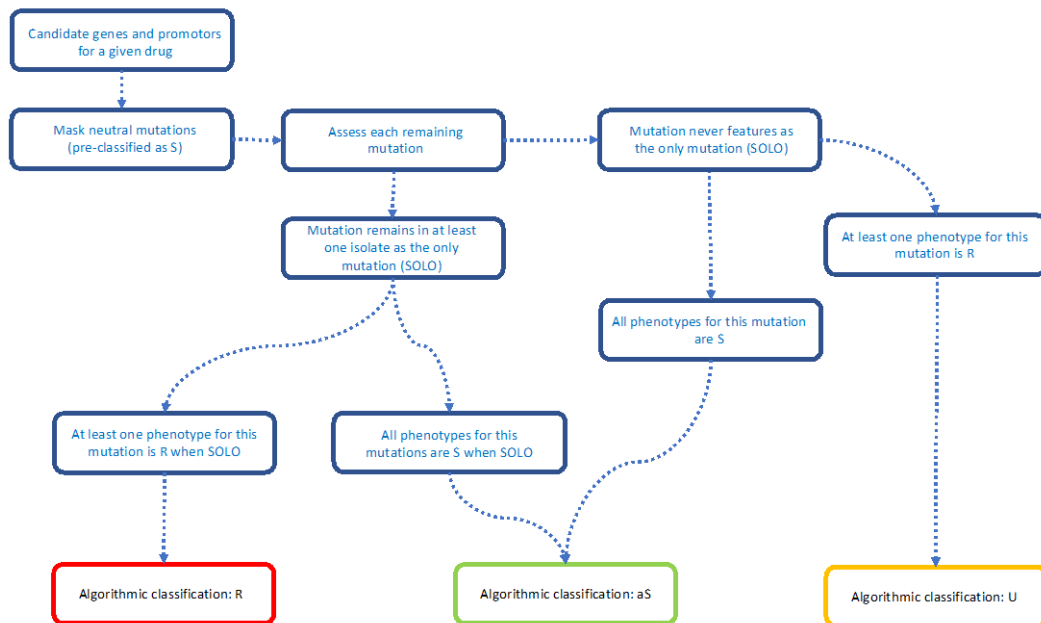 Candidate genes and promotors
for a given drug
Mask neutral mutations
(pre-classified as S)
Assess each remaining
mutation
Mutation never features as
the only mutation (SOLO)
Mutation remains in at least
one isolate as the only
mutation (SOLO)
At least one phenotype for this
mutation is R
All phenotypes for this mutation
are S
At least one phenotype for this
mutation is R when SOLO
All phenotypes for this
mutations are S when SOLO
Algorithmic classification: R
Algorithmic classification: aS
Algorithmic classification: U